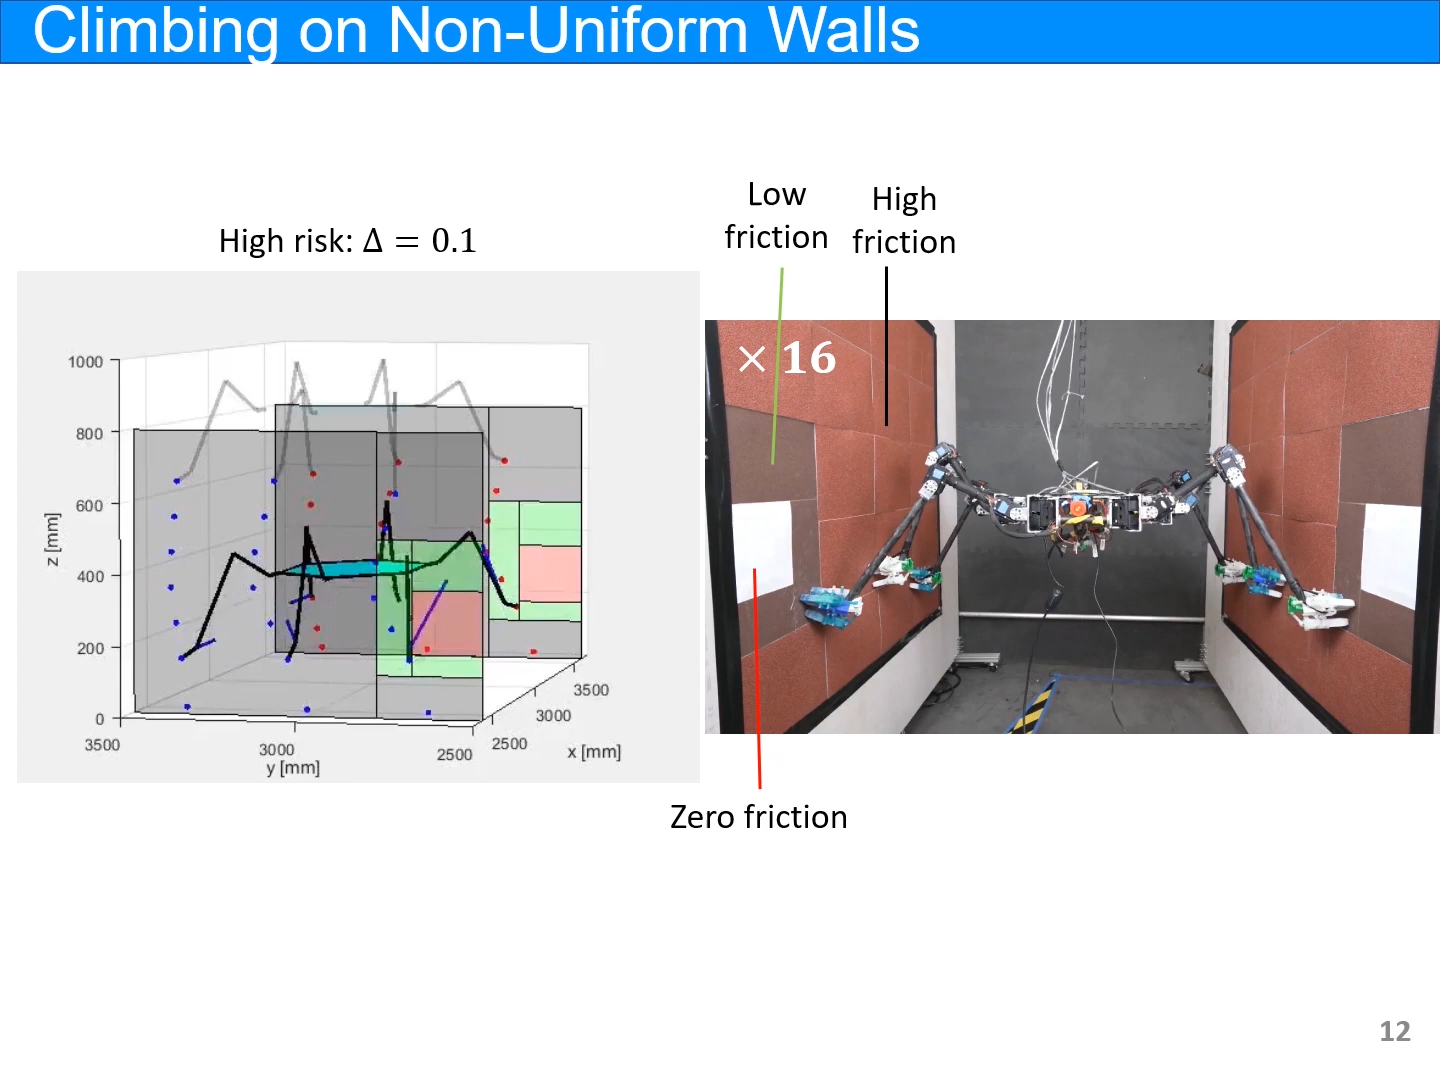 Climbing on Non-Uniform Walls
High risk: Δ = 0.1
Low
friction
High
friction
× 16
1000
800
600
400
200
0
z [mm]
3500
3000
2500
y [mm]
2500
3000
3500
x [mm]
Zero friction
12